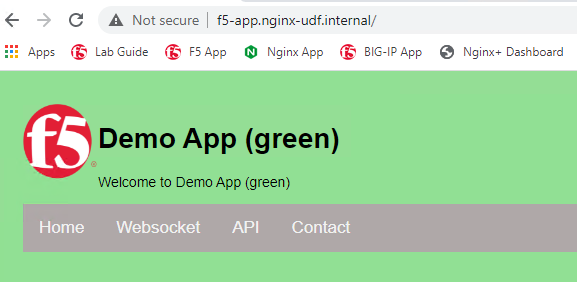 Not secure | f5-app.nginx-udf.internal/
Apps Lab Guide F5 App Nginx App BIG-IP App Nginx+ Dashboard
f5 ®
Demo App (green)
Welcome to Demo App (green)
Home Websocket API Contact